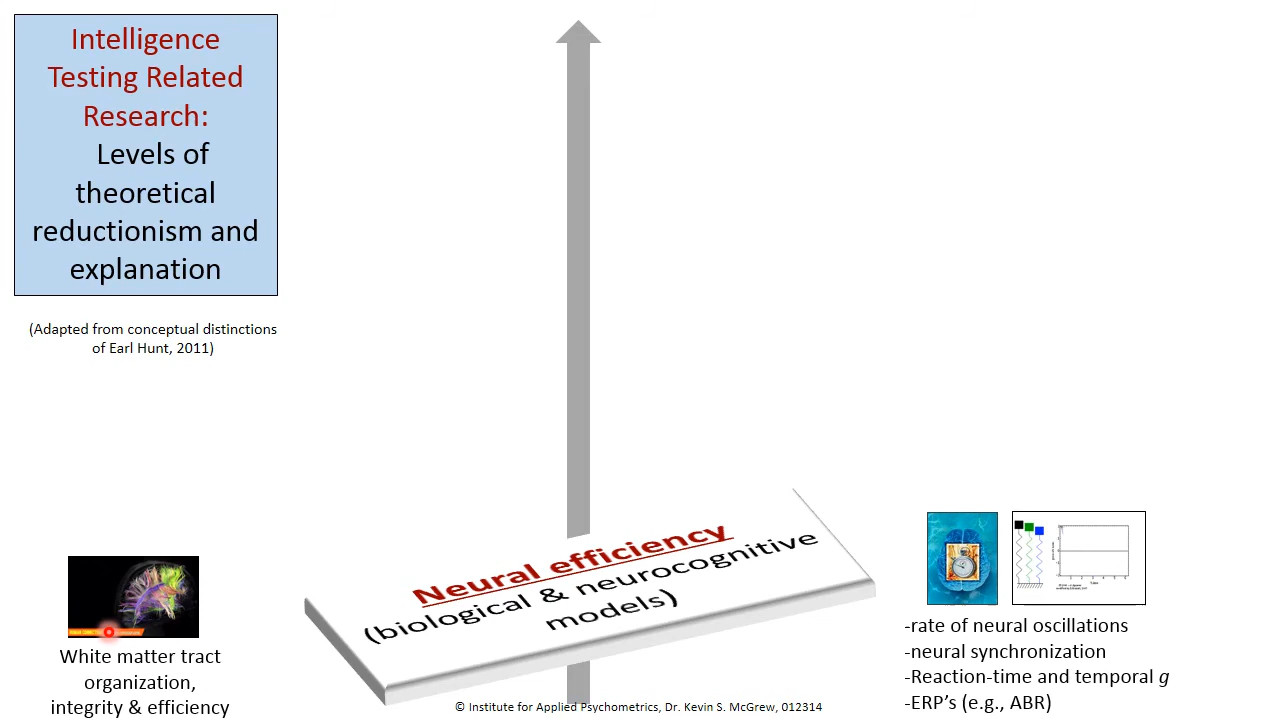 Intelligence
Testing Related
Research:
Levels of
theoretical
reductionism and
explanation
(Adapted from conceptual distinctions
of Earl Hunt, 2011)
Neural efficiency
(biological & neurocognitive
models)
White matter tract
organization,
integrity & efficiency
-rate of neural oscillations
-neural synchronization
-Reaction-time and temporal g
-ERP's (e.g., ABR)
© Institute for Applied Psychometrics, Dr. Kevin S. McGrew, 012314